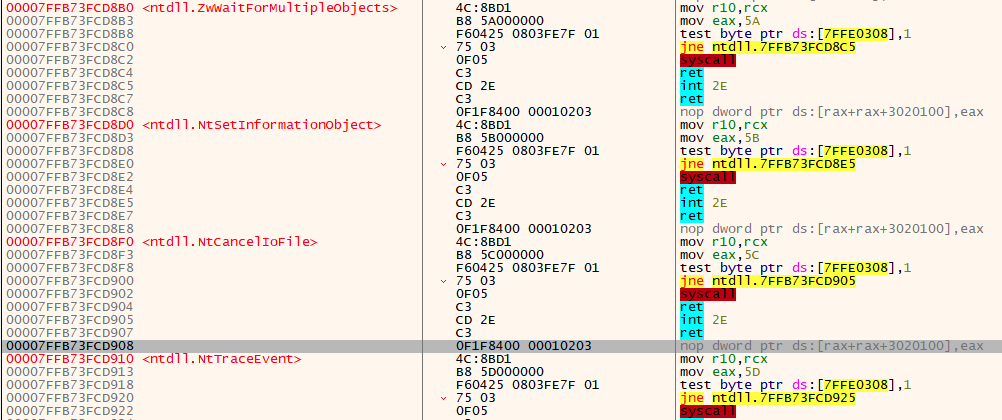 00007FFB73FCD8B0 <ntdll.ZwWaitForMultipleObjects> 4C:8BD1 mov r10,rcx
00007FFB73FCD8B3 B8 5A000000 mov eax,5A
00007FFB73FCD8B8 F60425 0803FE7F 01 test byte ptr ds:[7FFE0308],1
00007FFB73FCD8C0 75 03 jne ntdll.7FFB73FCD8C5
00007FFB73FCD8C2 0F05 syscall
00007FFB73FCD8C4 C3 ret
00007FFB73FCD8C5 CD 2E int 2E
00007FFB73FCD8C7 C3 ret
00007FFB73FCD8C8 0F1F8400 00010203 nop dword ptr ds:[rax+rax+3020100],eax
00007FFB73FCD8D0 <ntdll.NtSetInformationObject> 4C:8BD1 mov r10,rcx
00007FFB73FCD8D3 B8 5B000000 mov eax,5B
00007FFB73FCD8D8 F60425 0803FE7F 01 test byte ptr ds:[7FFE0308],1
00007FFB73FCD8E0 75 03 jne ntdll.7FFB73FCD8E5
00007FFB73FCD8E2 0F05 syscall
00007FFB73FCD8E4 C3 ret
00007FFB73FCD8E5 CD 2E int 2E
00007FFB73FCD8E7 C3 ret
00007FFB73FCD8E8 0F1F8400 00010203 nop dword ptr ds:[rax+rax+3020100],eax
00007FFB73FCD8F0 <ntdll.NtCancelIoFile> 4C:8BD1 mov r10,rcx
00007FFB73FCD8F3 B8 5C000000 mov eax,5C
00007FFB73FCD8F8 F60425 0803FE7F 01 test byte ptr ds:[7FFE0308],1
00007FFB73FCD900 75 03 jne ntdll.7FFB73FCD905
00007FFB73FCD902 0F05 syscall
00007FFB73FCD904 C3 ret
00007FFB73FCD905 CD 2E int 2E
00007FFB73FCD907 C3 ret
00007FFB73FCD908 0F1F8400 00010203 nop dword ptr ds:[rax+rax+3020100],eax
00007FFB73FCD910 <ntdll.NtTraceEvent> 4C:8BD1 mov r10,rcx
00007FFB73FCD913 B8 5D000000 mov eax,5D
00007FFB73FCD918 F60425 0803FE7F 01 test byte ptr ds:[7FFE0308],1
00007FFB73FCD920 75 03 jne ntdll.7FFB73FCD925
00007FFB73FCD922 0F05 syscall